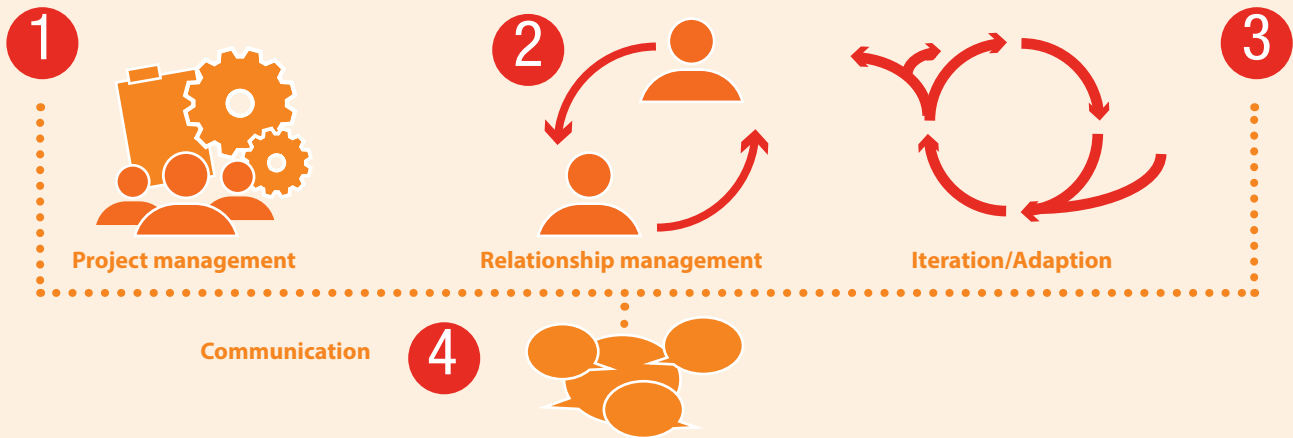 1
2
3
Project management
Relationship management
Iteration/Adaption
Communication
4